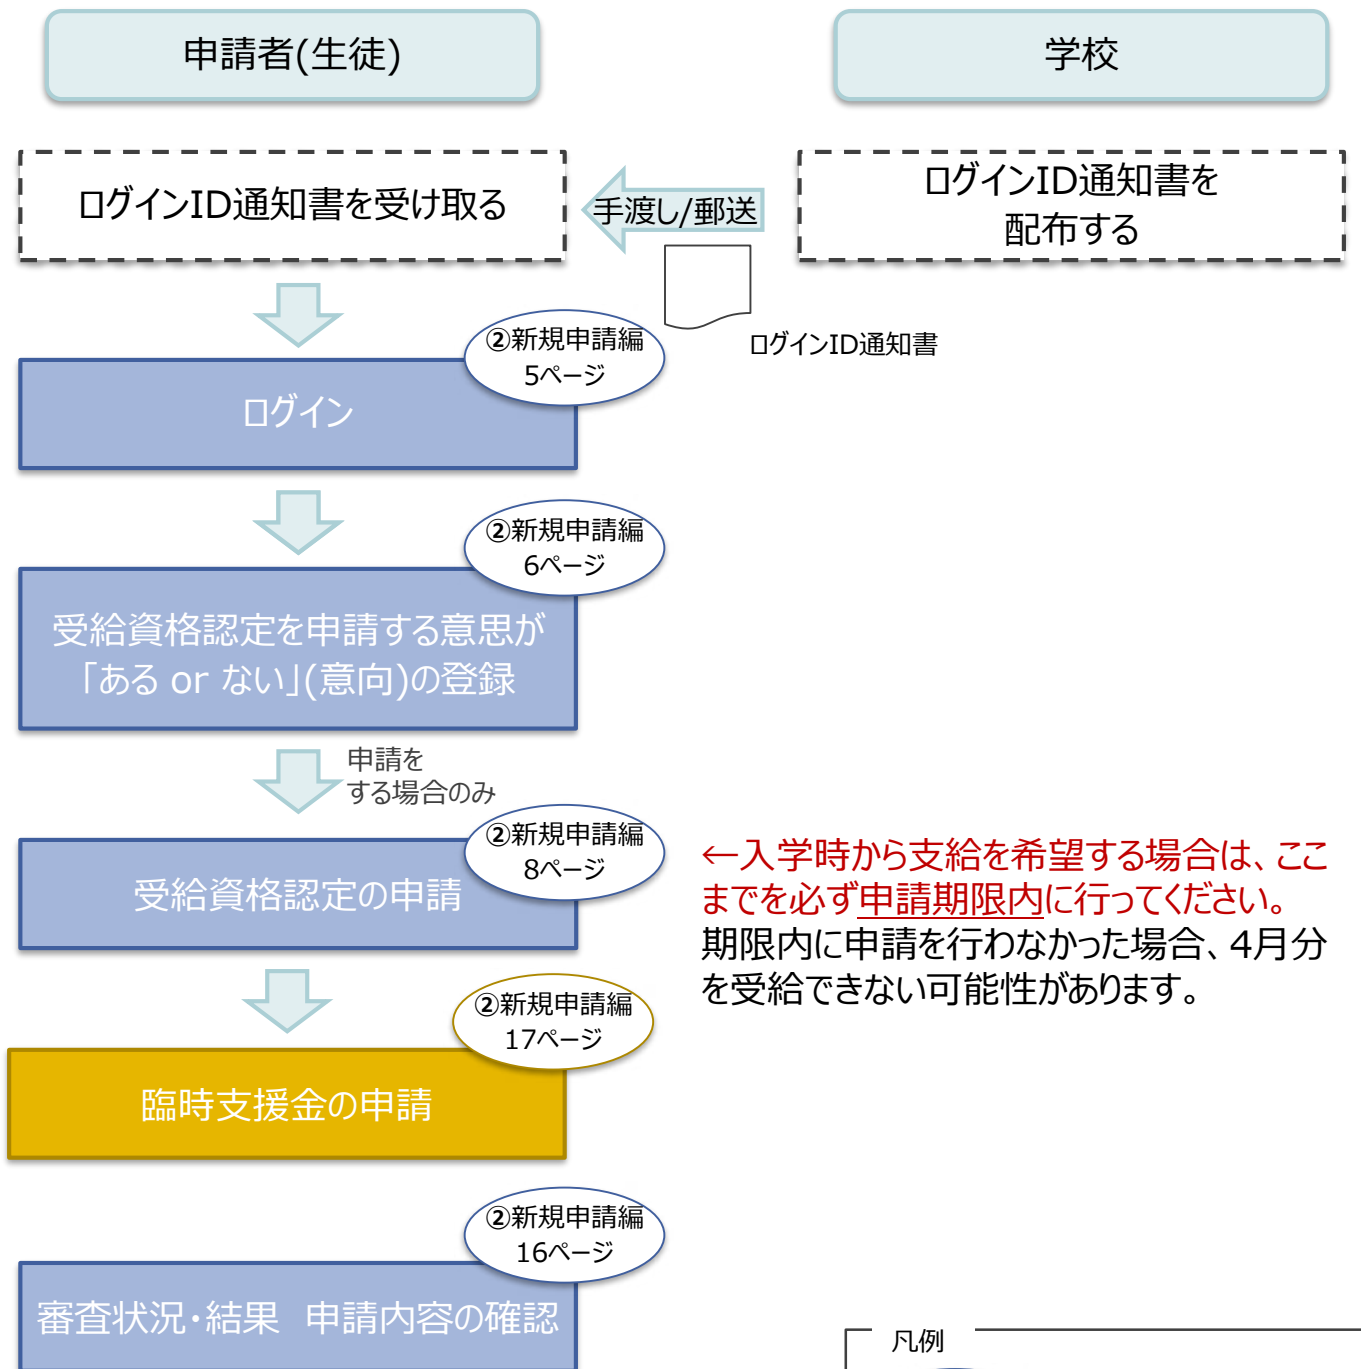 申請者(生徒)
学校
ログインID通知書を受け取る
手渡し/郵送
ログインID通知書を
配布する
ログインID通知書
②新規申請編
5ページ
ログイン
②新規申請編
6ページ
受給資格認定を申請する意思が
「ある or ない」(意向)の登録
申請を
する場合のみ
②新規申請編
8ページ
受給資格認定の申請
←入学時から支給を希望する場合は、ここ
までを必ず申請期限内に行ってください。
期限内に申請を行わなかった場合、4月分
を受給できない可能性があります。
②新規申請編
17ページ
臨時支援金の申請
②新規申請編
16ページ
審査状況・結果　申請内容の確認
凡例